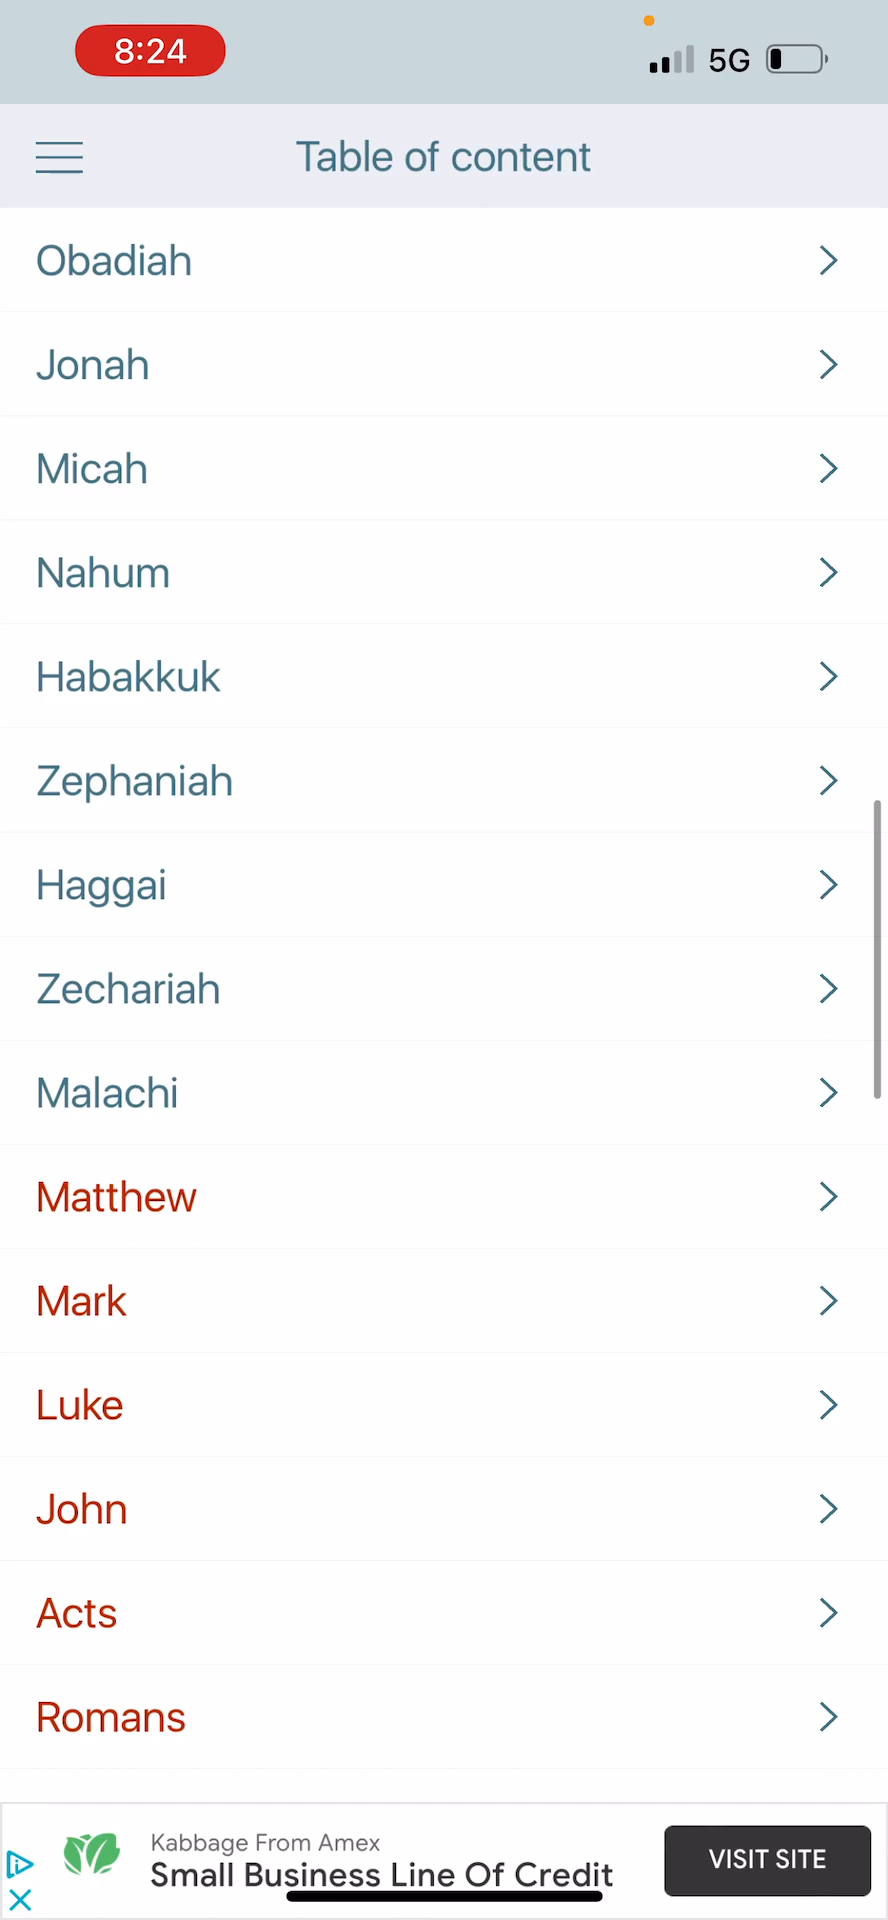 8:24
5G
Table of content
Obadiah
Jonah
Micah
Nahum
Habakkuk
Zephaniah
Haggai
Zechariah
Malachi
Matthew
Mark
Luke
John
Acts
Romans
Kabbage From Amex
Small Business Line Of Credit
VISIT SITE